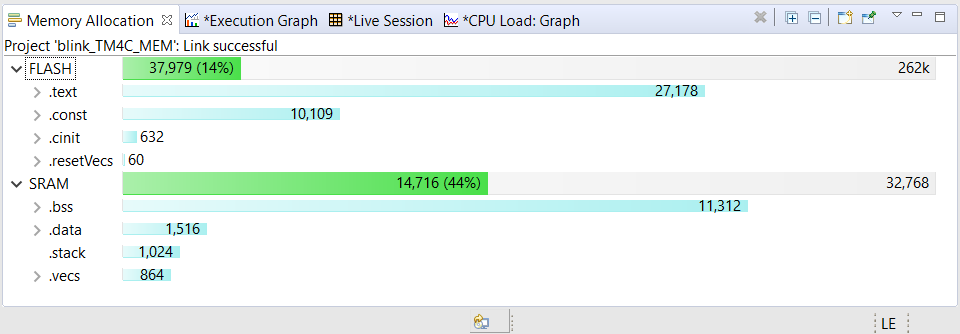 Memory Allocation *Execution Graph *Live Session *CPU Load: Graph
Project 'blink_TM4C_MEM': Link successful
FLASH 37,979 (14%) 262k
.text 27,178
.const 10,109
.cinit 632
.resetVecs 60
SRAM 14,716 (44%) 32,768
.bss 11,312
.data 1,516
.stack 1,024
.vecs 864
LE